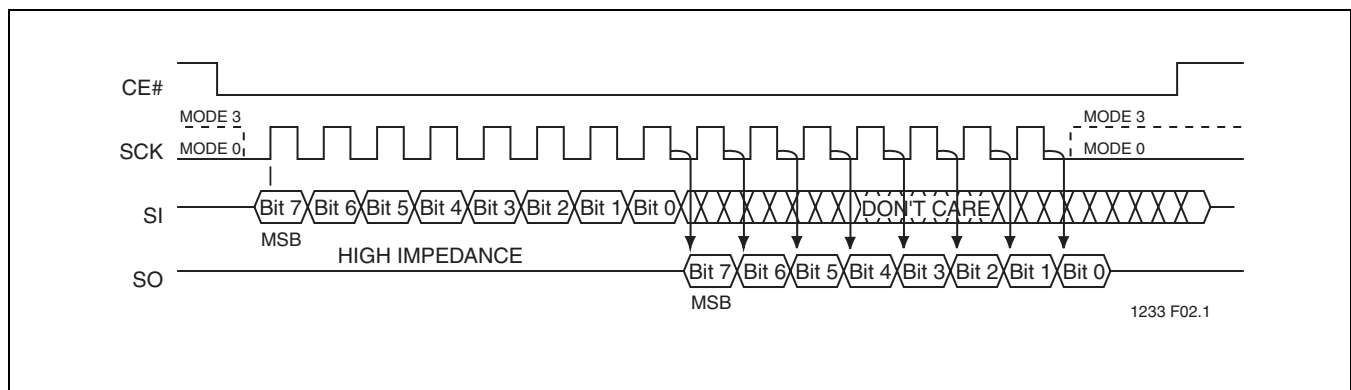 CE#
MODE 3 MODE 3
SCK MODE 0 MODE 0
SI Bit 7 Bit 6 Bit 5 Bit 4 Bit 3 Bit 2 Bit 1 Bit 0 DON'T CARE
MSB
HIGH IMPEDANCE
SO Bit 7 Bit 6 Bit 5 Bit 4 Bit 3 Bit 2 Bit 1 Bit 0
MSB
1233 F02.1